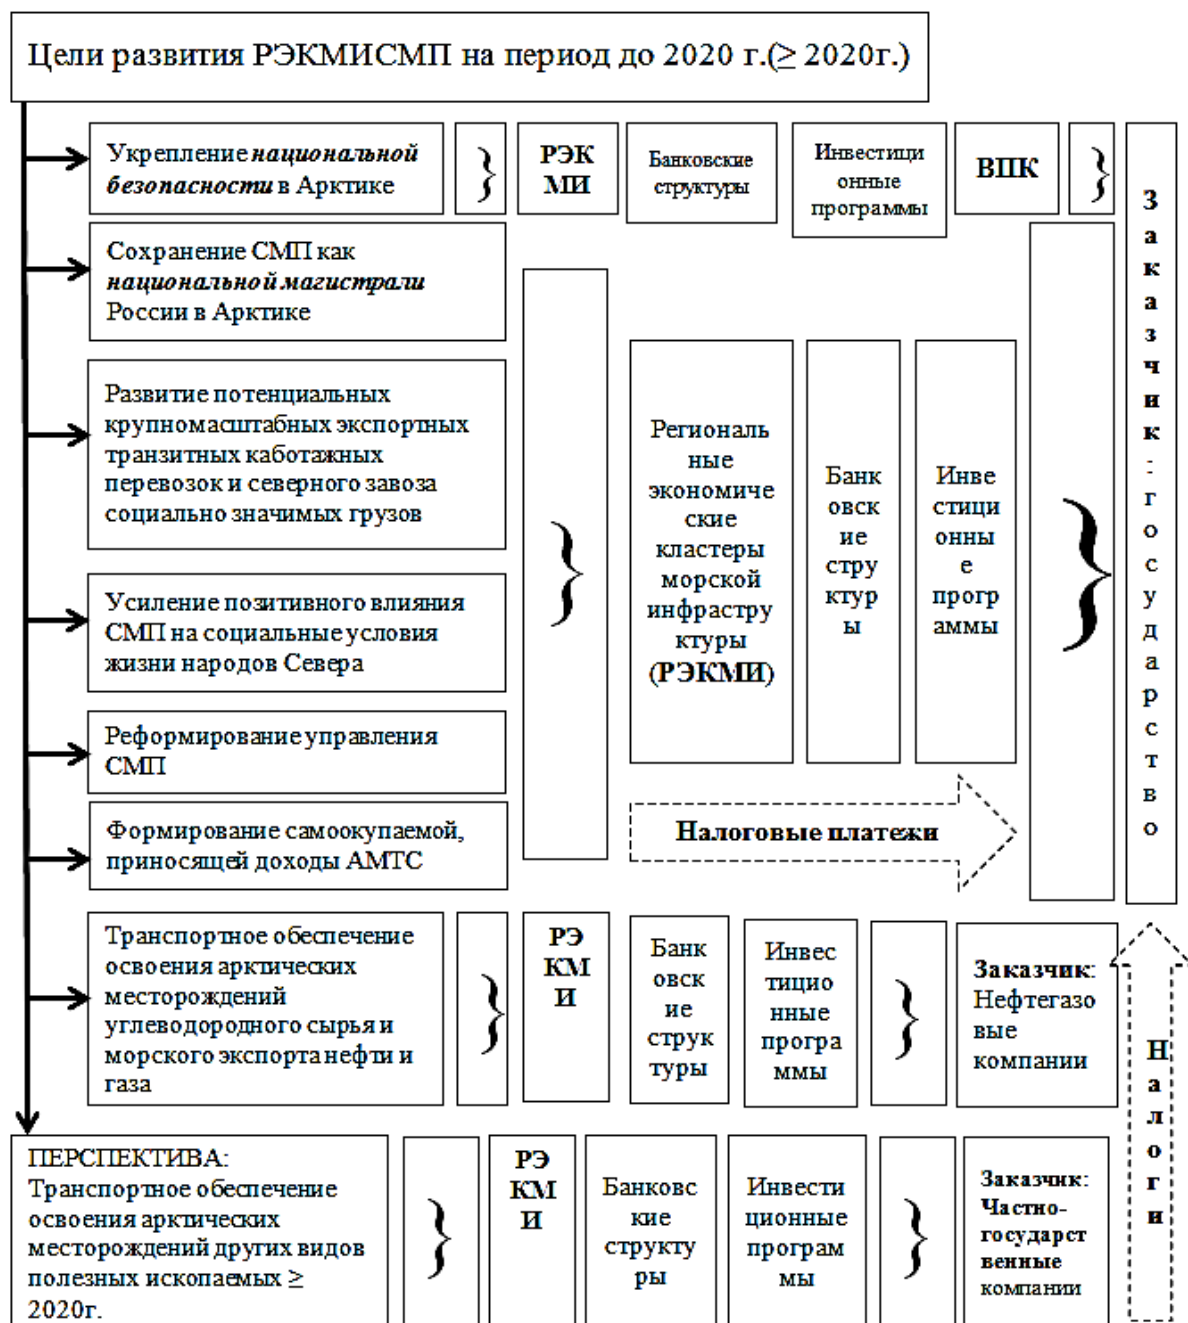 Цели развития РЭКМИСМП на период до 2020 г.(≥ 2020г.)
Укрепление национальной
безопасности в Арктике
}
РЭК
МИ
Банковские
структуры
Инвестици
онные
программы
ВПК
}
Сохранение СМП как
национальной магистрали
России в Арктике
Развитие потенциальных
крупномасштабных экспортных
транзитных каботажных
перевозок и северного завоза
социально значимых грузов
Усиление позитивного влияния
СМП на социальные условия
жизни народов Севера
Реформирование управления
СМП
Формирование самоокупаемой,
приносящей доходы АМТС
}
Региональ
ные
экономиче
ские
кластеры
морской
инфрастру
ктуры
(РЭКМИ)
Банк
овск
ие
стру
ктур
ы
Инве
стици
онны
е
прогр
аммы
}
Налоговые платежи
З
а
к
а
з
ч
и
к
:
г
о
с
у
д
а
р
с
т
в
о
Транспортное обеспечение
освоения арктических
месторождений
углеводородного сырья и
морского экспорта нефти и
газа
}
РЭ
КМ
И
Банк
овск
ие
струк
туры
Инвес
тицио
нные
програ
ммы
}
Заказчик:
Нефтегазо
вые
компании
Н
а
л
о
г
и
ПЕРСПЕКТИВА:
Транспортное обеспечение
освоения арктических
месторождений других видов
полезных ископаемых ≥
2020г.
}
РЭ
КМ
И
Банковс
кие
структу
ры
Инвести
ционные
програм
мы
}
Заказчик:
Частно-
государст
венные
компании